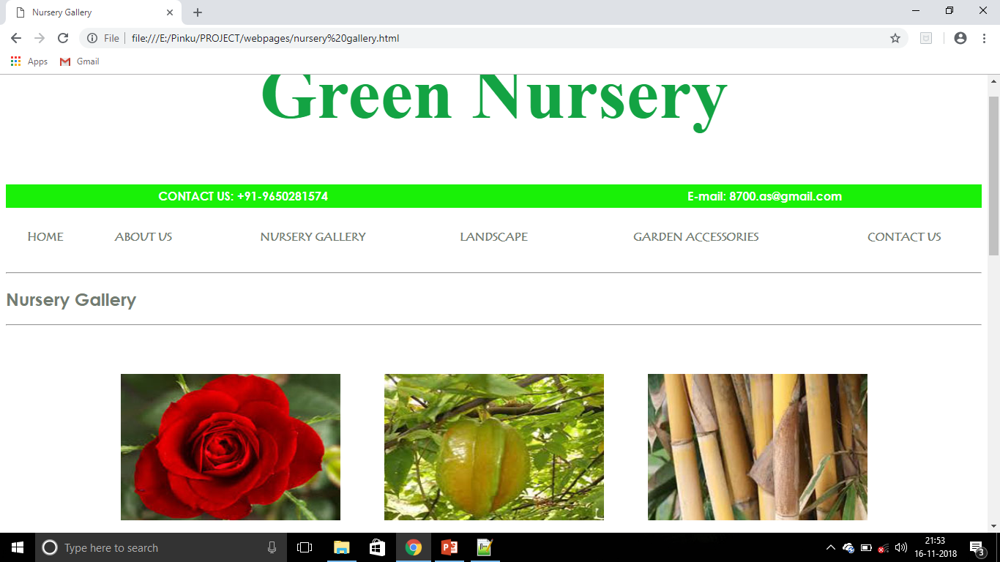 Nursery Gallery
File file:///E:/Pinku/PROJECT/webpages/nursery%20gallery.html
Apps Gmail
Green Nursery
CONTACT US: +91-9650281574 E-mail: 8700.as@gmail.com
HOME ABOUT US NURSERY GALLERY LANDSCAPE GARDEN ACCESSORIES CONTACT US
Nursery Gallery
Type here to search
21:53
16-11-2018
3